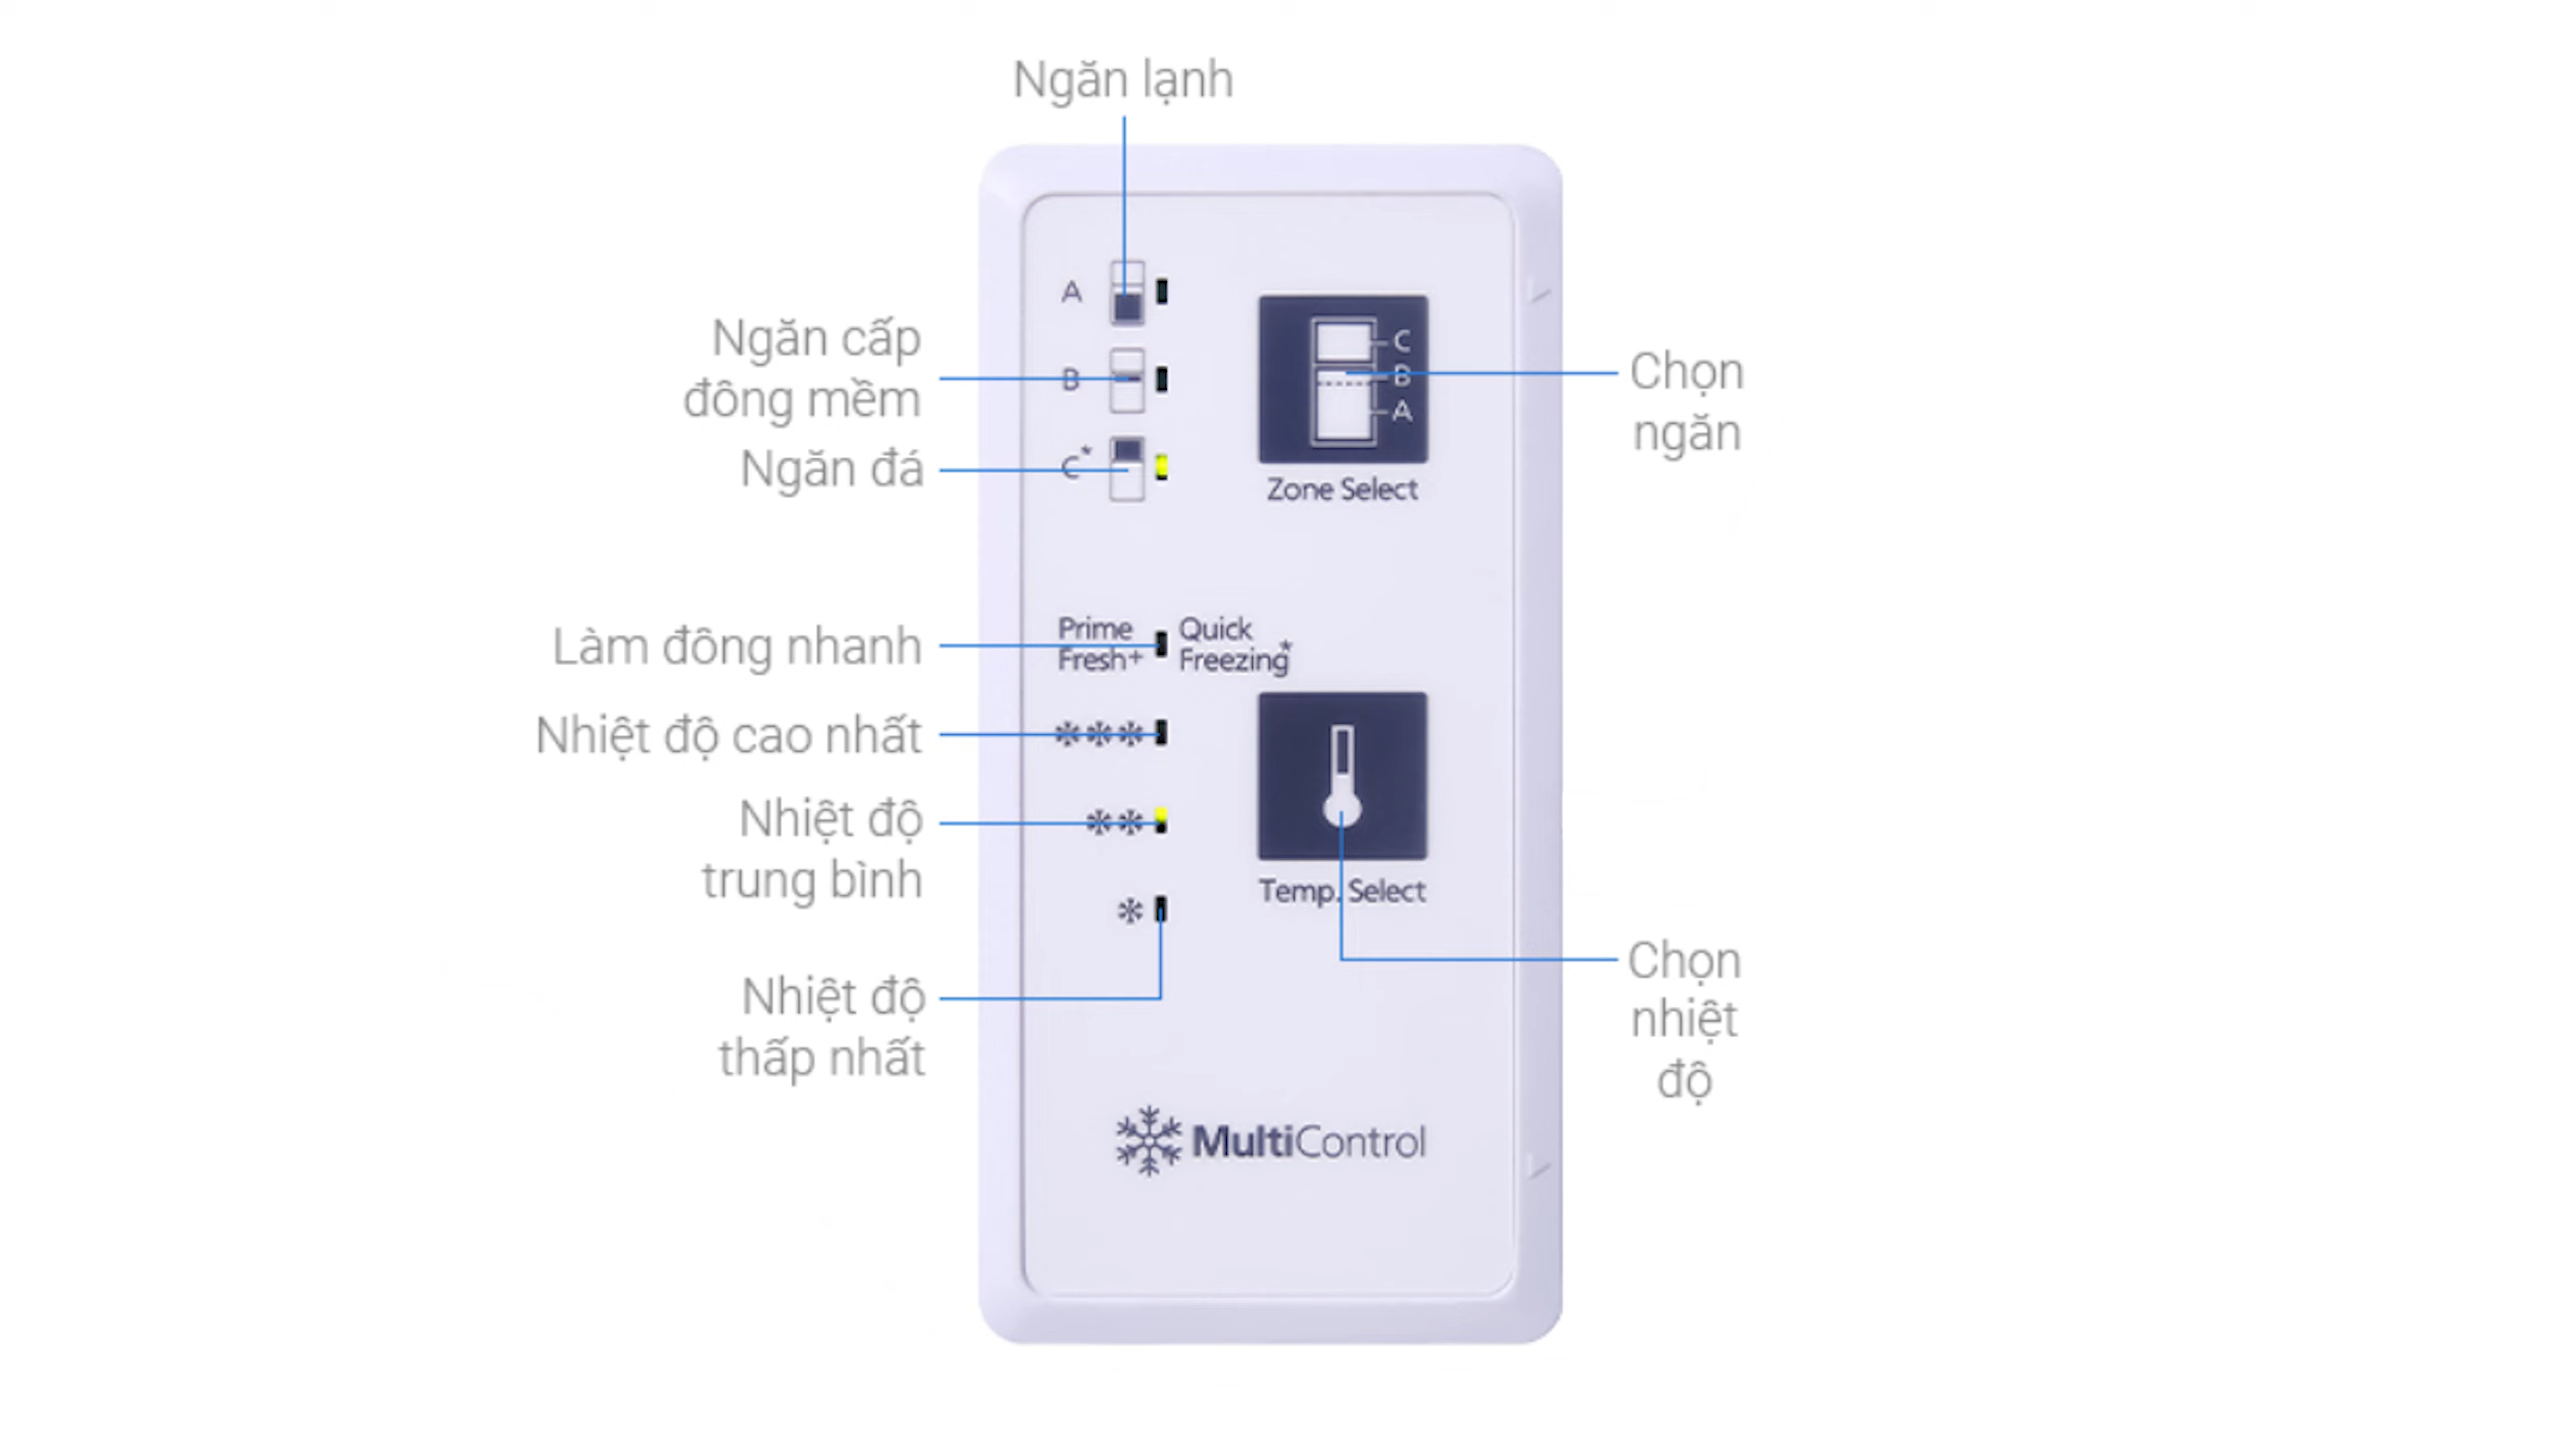 Ngăn lạnh
A
Ngăn cấp
đông mềm
B
Ngăn đá
C*
C
B
A
Zone Select
Chọn
ngăn
Làm đông nhanh
Prime
Fresh+
Quick
Freezing*
Nhiệt độ cao nhất
Nhiệt độ
trung bình
Nhiệt độ
thấp nhất
Temp. Select
Chọn
nhiệt
độ
MultiControl